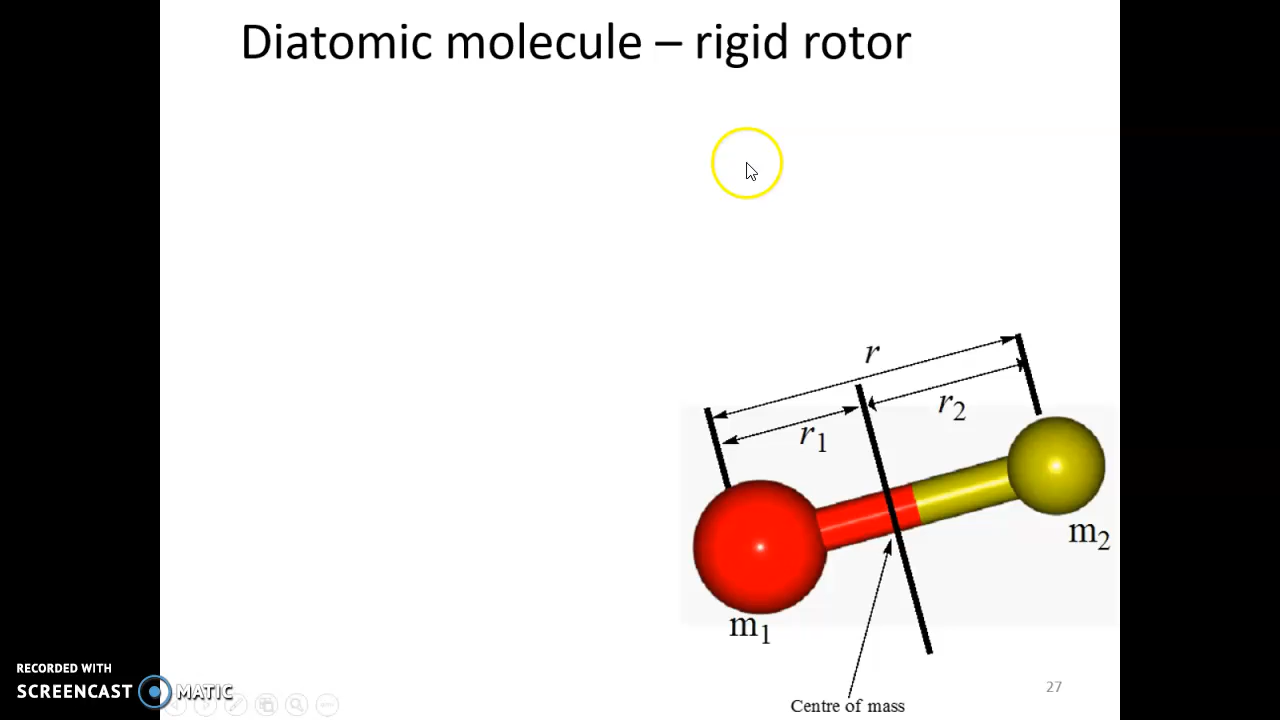 Diatomic molecule – rigid rotor
r
r2
r1
m2
m1
Centre of mass
27
RECORDED WITH
SCREENCAST MATIC